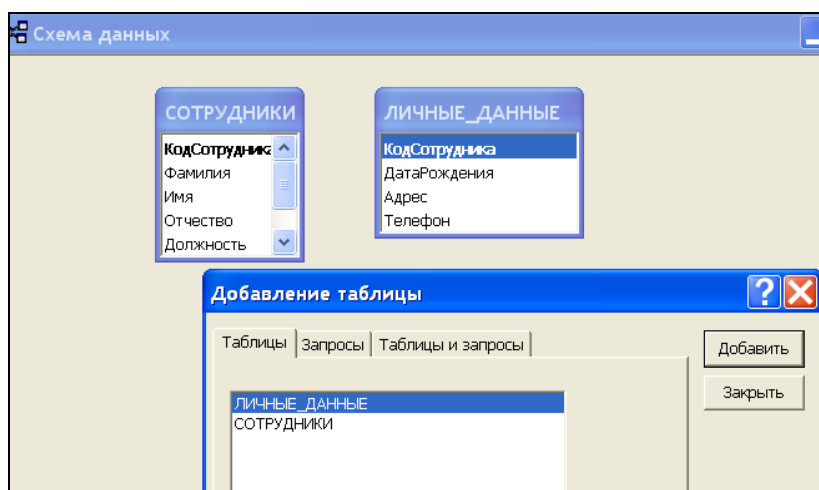 Схема данных
СОТРУДНИКИ
КодСотрудника
Фамилия
Имя
Отчество
Должность
ЛИЧНЫЕ_ДАННЫЕ
КодСотрудника
ДатаРождения
Адрес
Телефон
Добавление таблицы
Таблицы Запросы Таблицы и запросы
Добавить
Закрыть
ЛИЧНЫЕ_ДАННЫЕ
СОТРУДНИКИ